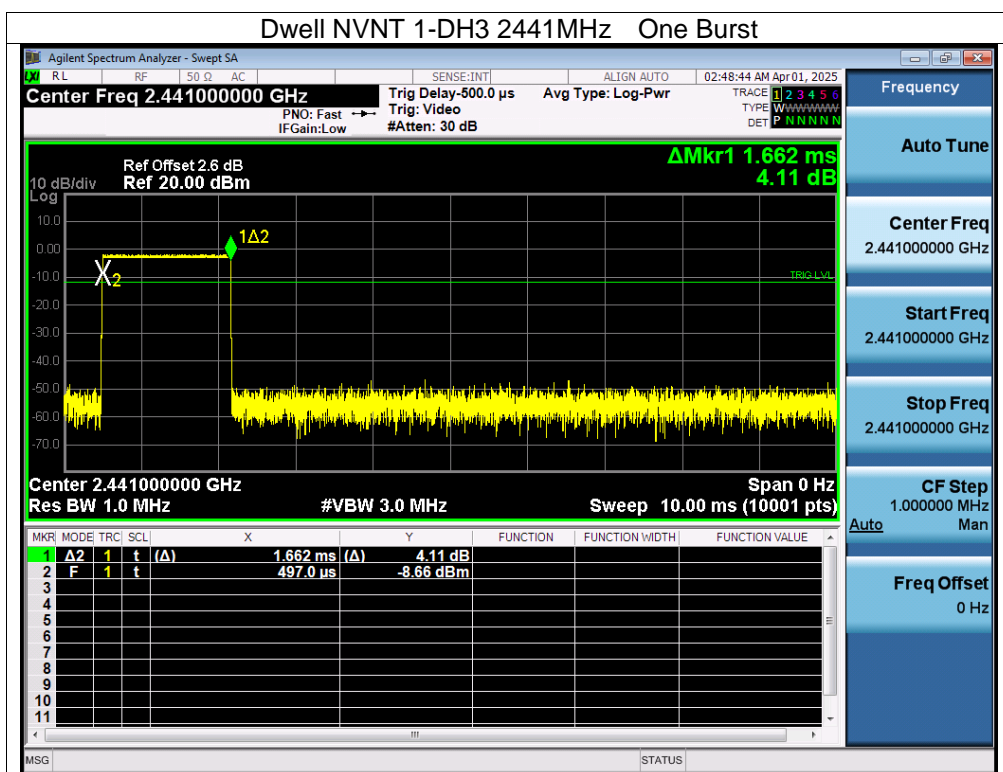 Dwell NVNT 1-DH3 2441MHz One Burst
Agilent Spectrum Analyzer - Swept SA
LXI RL RF 50 Ω AC SENSE:INT ALIGN AUTO 02:48:44 AM Apr 01, 2025
Center Freq 2.441000000 GHz
PNO: Fast
IFGain:Low
Trig Delay-500.0 µs
Trig: Video
#Atten: 30 dB
Avg Type: Log-Pwr
TRACE 1 2 3 4 5 6
TYPE WWWWWWW
DET P N N N N N
ΔMkr1 1.662 ms
4.11 dB
Ref Offset 2.6 dB
10 dB/div Ref 20.00 dBm
Log
10.0
0.00
-10.0
-20.0
-30.0
-40.0
-50.0
-60.0
-70.0
1Δ2
2
TRIG LVL
Center 2.441000000 GHz Span 0 Hz
Res BW 1.0 MHz #VBW 3.0 MHz Sweep 10.00 ms (10001 pts)
MKR MODE TRC SCL X Y FUNCTION FUNCTION WIDTH FUNCTION VALUE
1 Δ2 1 t (Δ) 1.662 ms (Δ) 4.11 dB
2 F 1 t 497.0 µs -8.66 dBm
3
4
5
6
7
8
9
10
11
MSG STATUS
Frequency
Auto Tune
Center Freq
2.441000000 GHz
Start Freq
2.441000000 GHz
Stop Freq
2.441000000 GHz
CF Step
1.000000 MHz
Auto Man
Freq Offset
0 Hz